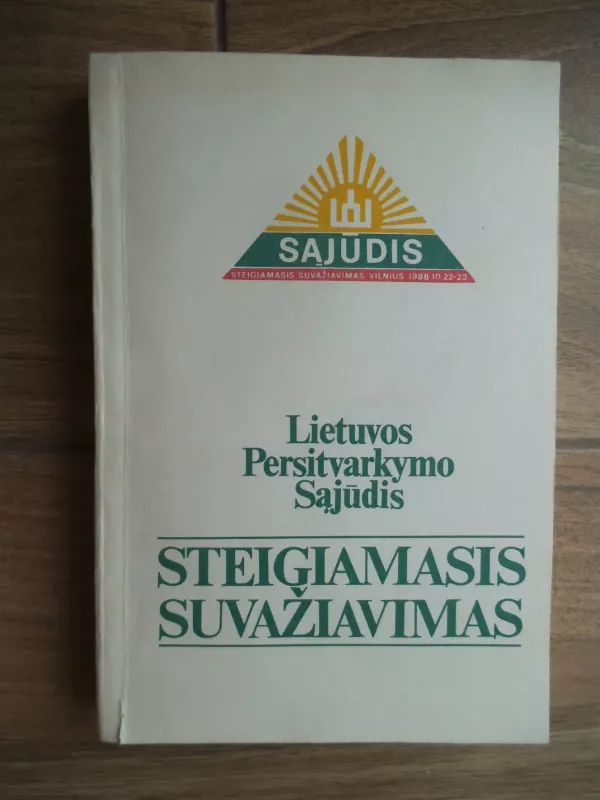 SĄJŪDIS
STEIGIAMASIS SUVAŽIAVIMAS VILNIUS 1988·10·22-23
Lietuvos
Persitvarkymo
Sąjūdis
STEIGIAMASIS
SUVAŽIAVIMAS